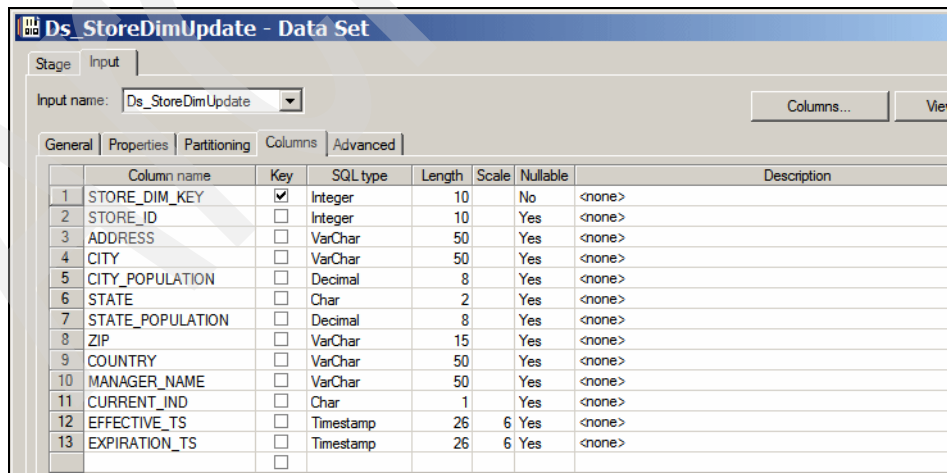 Ds_StoreDimUpdate - Data Set
Stage Input
Input name: Ds_StoreDimUpdate Columns...
General Properties Partitioning Columns Advanced
Column name Key SQL type Length Scale Nullable Description
1 STORE_DIM_KEY Integer 10 No <none>
2 STORE_ID Integer 10 Yes <none>
3 ADDRESS VarChar 50 Yes <none>
4 CITY VarChar 50 Yes <none>
5 CITY_POPULATION Decimal 8 Yes <none>
6 STATE Char 2 Yes <none>
7 STATE_POPULATION Decimal 8 Yes <none>
8 ZIP VarChar 15 Yes <none>
9 COUNTRY VarChar 50 Yes <none>
10 MANAGER_NAME VarChar 50 Yes <none>
11 CURRENT_IND Char 1 Yes <none>
12 EFFECTIVE_TS Timestamp 26 6 Yes <none>
13 EXPIRATION_TS Timestamp 26 6 Yes <none>